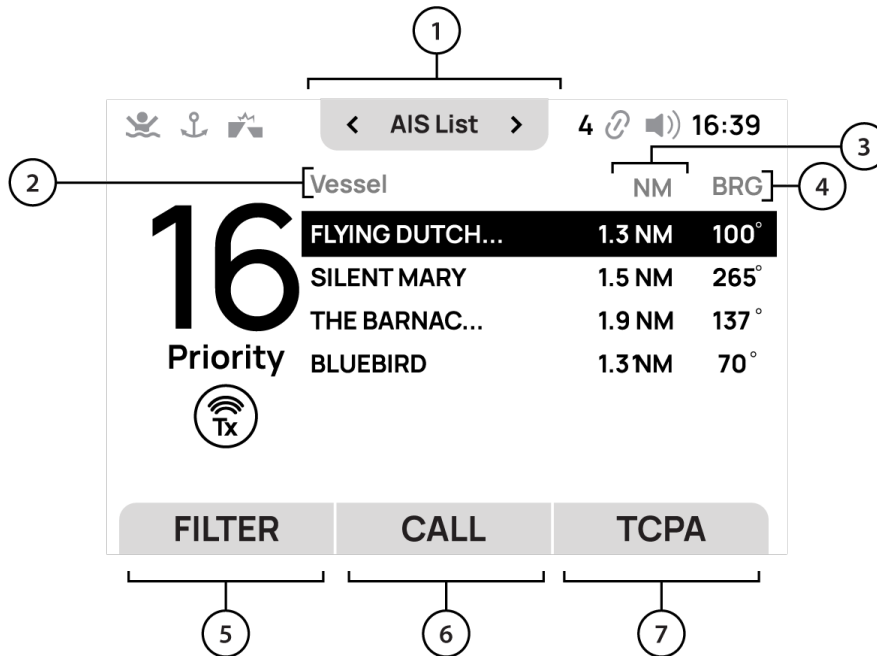 1
< AIS List > 4 16:39
3
2 Vessel NM BRG 4
16
FLYING DUTCH... 1.3 NM 100°
SILENT MARY 1.5 NM 265°
THE BARNAC... 1.9 NM 137°
Priority
BLUEBIRD 1.31NM 70°
Tx
FILTER CALL TCPA
5 6 7